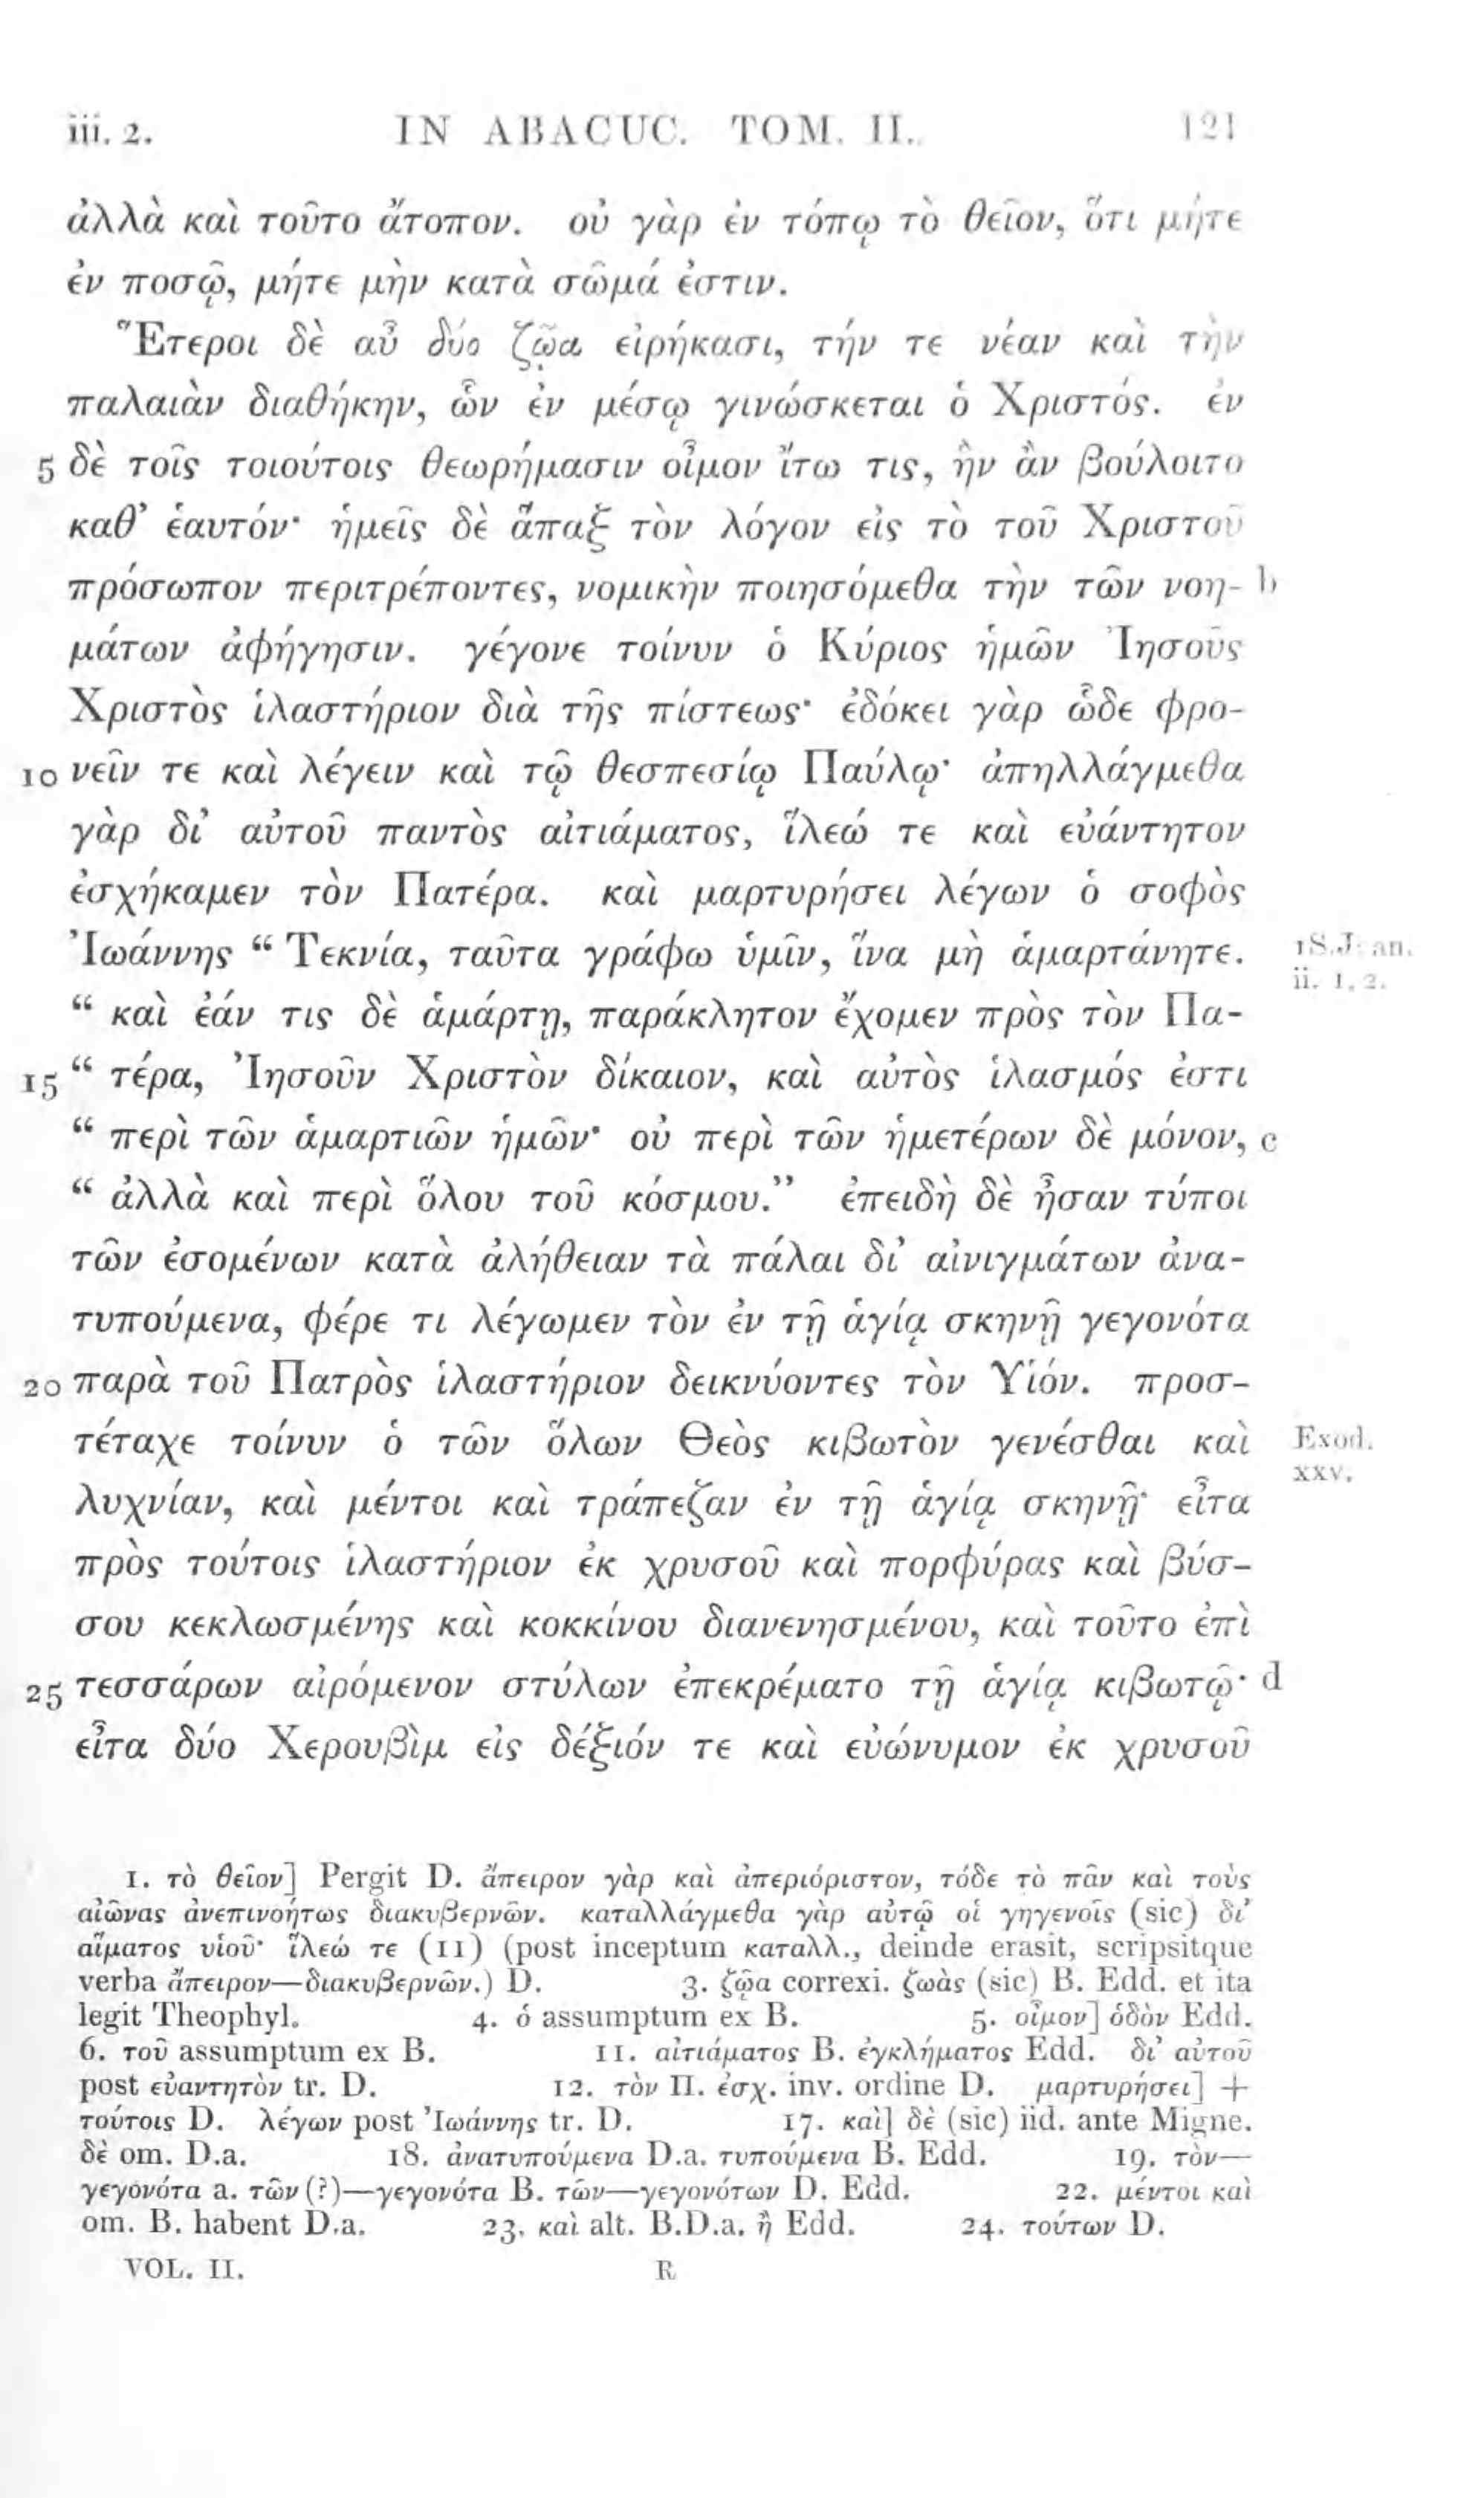 iii. 2. IN ABACUC. TOM. II. 121
ἀλλὰ καὶ τοῦτο ἄτοπον. οὐ γὰρ ἐν τόπῳ τὸ θεῖον, ὅτι μήτε
ἐν ποσῷ, μήτε μὴν κατὰ σῶμά ἐστιν.
Ἕτεροι δὲ αὖ δύο ζῷα εἰρήκασι, τήν τε νέαν καὶ τὴν
παλαιὰν διαθήκην, ὧν ἐν μέσῳ γινώσκεται ὁ Χριστός. ἐν
5 δὲ τοῖς τοιούτοις θεωρήμασιν οἶμον ἴτω τις, ἣν ἂν βούλοιτο
καθ’ ἑαυτόν· ἡμεῖς δὲ ἅπαξ τὸν λόγον εἰς τὸ τοῦ Χριστοῦ
πρόσωπον περιτρέποντες, νομικὴν ποιησόμεθα τὴν τῶν νοη- b
μάτων ἀφήγησιν. γέγονε τοίνυν ὁ Κύριος ἡμῶν Ἰησοῦς
Χριστὸς ἱλαστήριον διὰ τῆς πίστεως· ἐδόκει γὰρ ὧδε φρο-
10 νεῖν τε καὶ λέγειν καὶ τῷ θεσπεσίῳ Παύλῳ· ἀπηλλάγμεθα
γὰρ δι’ αὐτοῦ παντὸς αἰτιάματος, ἵλεώ τε καὶ εὐάντητον
ἐσχήκαμεν τὸν Πατέρα. καὶ μαρτυρήσει λέγων ὁ σοφὸς
Ἰωάννης “ Τεκνία, ταῦτα γράφω ὑμῖν, ἵνα μὴ ἁμαρτάνητε. 1 S. Joan.
“ καὶ ἐάν τις δὲ ἁμάρτῃ, παράκλητον ἔχομεν πρὸς τὸν Πα- ii. 1, 2.
15 “ τέρα, Ἰησοῦν Χριστὸν δίκαιον, καὶ αὐτὸς ἱλασμός ἐστι
“ περὶ τῶν ἁμαρτιῶν ἡμῶν· οὐ περὶ τῶν ἡμετέρων δὲ μόνον, c
“ ἀλλὰ καὶ περὶ ὅλου τοῦ κόσμου.” ἐπειδὴ δὲ ἦσαν τύποι
τῶν ἐσομένων κατὰ ἀλήθειαν τὰ πάλαι δι’ αἰνιγμάτων ἀνα-
τυπούμενα, φέρε τι λέγωμεν τὸν ἐν τῇ ἁγίᾳ σκηνῇ γεγονότα
20 παρὰ τοῦ Πατρὸς ἱλαστήριον δεικνύοντες τὸν Υἱόν. προσ-
τέταχε τοίνυν ὁ τῶν ὅλων Θεὸς κιβωτὸν γενέσθαι καὶ Exod.
λυχνίαν, καὶ μέντοι καὶ τράπεζαν ἐν τῇ ἁγίᾳ σκηνῇ· εἶτα xxv.
πρὸς τούτοις ἱλαστήριον ἐκ χρυσοῦ καὶ πορφύρας καὶ βύσ-
σου κεκλωσμένης καὶ κοκκίνου διανενησμένου, καὶ τοῦτο ἐπὶ
25 τεσσάρων αἰρόμενον στύλων ἐπεκρέματο τῇ ἁγίᾳ κιβωτῷ· d
εἶτα δύο Χερουβὶμ εἰς δέξιόν τε καὶ εὐώνυμον ἐκ χρυσοῦ
1. τὸ θεῖον] Pergit D. ἄπειρον γὰρ καὶ ἀπεριόριστον, τόδε τὸ πᾶν καὶ τοὺς
αἰῶνας ἀνεπινοήτως διακυβερνῶν. καταλλάγμεθα γὰρ αὐτῷ οἱ γηγενοῖς (sic) δι’
αἵματος υἱοῦ· ἵλεώ τε (11) (post inceptum καταλλ., deinde erasit, scripsitque
verba ἄπειρον—διακυβερνῶν.) D. 3. ζῷα correxi. ζωὰς (sic) B. Edd. et ita
legit Theophyl. 4. ὁ assumptum ex B. 5. οἶμον] ὁδὸν Edd.
6. τοῦ assumptum ex B. 11. αἰτιάματος B. ἐγκλήματος Edd. δι’ αὐτοῦ
post εὐαντητὸν tr. D. 12. τὸν Π. ἐσχ. inv. ordine D. μαρτυρήσει] +
τούτοις D. λέγων post Ἰωάννης tr. D. 17. καὶ] δὲ (sic) iid. ante Migne.
δὲ om. D.a. 18. ἀνατυπούμενα D.a. τυπούμενα B. Edd. 19. τὸν—
γεγονότα a. τῶν (?)—γεγονότα B. τῶν—γεγονότων D. Edd. 22. μέντοι καὶ
om. B. habent D.a. 23. καὶ alt. B.D.a. ἢ Edd. 24. τούτων D.
VOL. II. R